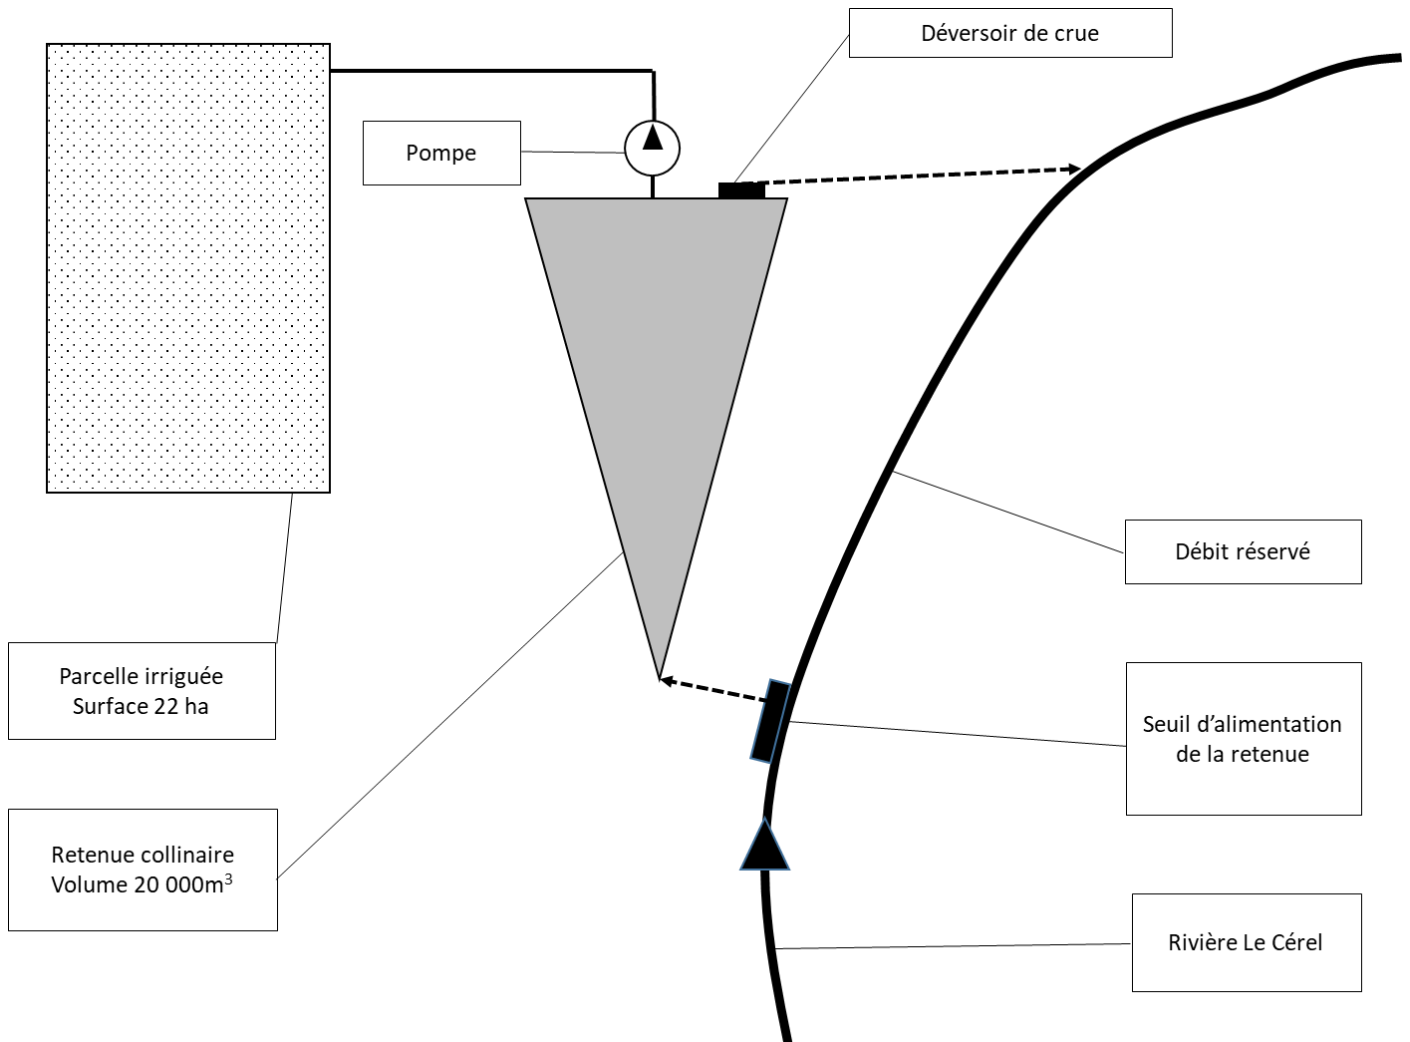 Déversoir de crue
Pompe
Débit réservé
Parcelle irriguée
Surface 22 ha
Seuil d’alimentation
de la retenue
Retenue collinaire
Volume 20 000m³
Rivière Le Cérel